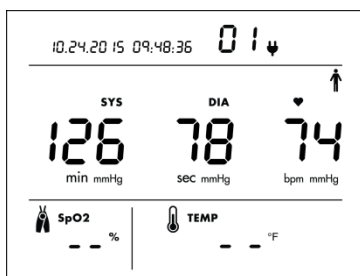 10.24.2015 09:48:36 01
SYS DIA
126 78 74
min mmHg sec mmHg bpm mmHg
SpO2 TEMP
-- % -- °F